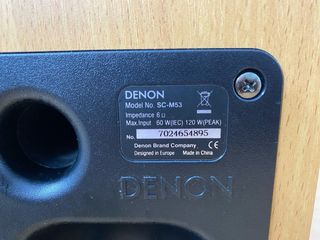 DENON
Model No. SC-M53
Impedance 6 Ω
Max.Input 60 W(IEC) 120 W(PEAK)
No. 7024654895
Denon Brand Company CE
Designed in Europe Made in China
DENON